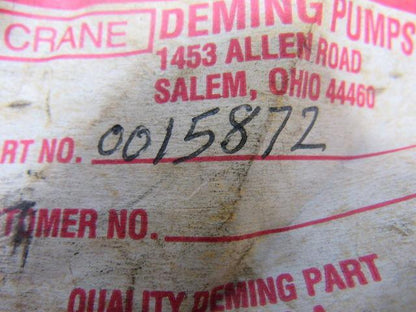 CRANE DEMING PUMPS
1453 ALLEN ROAD
SALEM, OHIO 44460
RT NO. 0015872
TOMER NO.
QUALITY DEMING PART